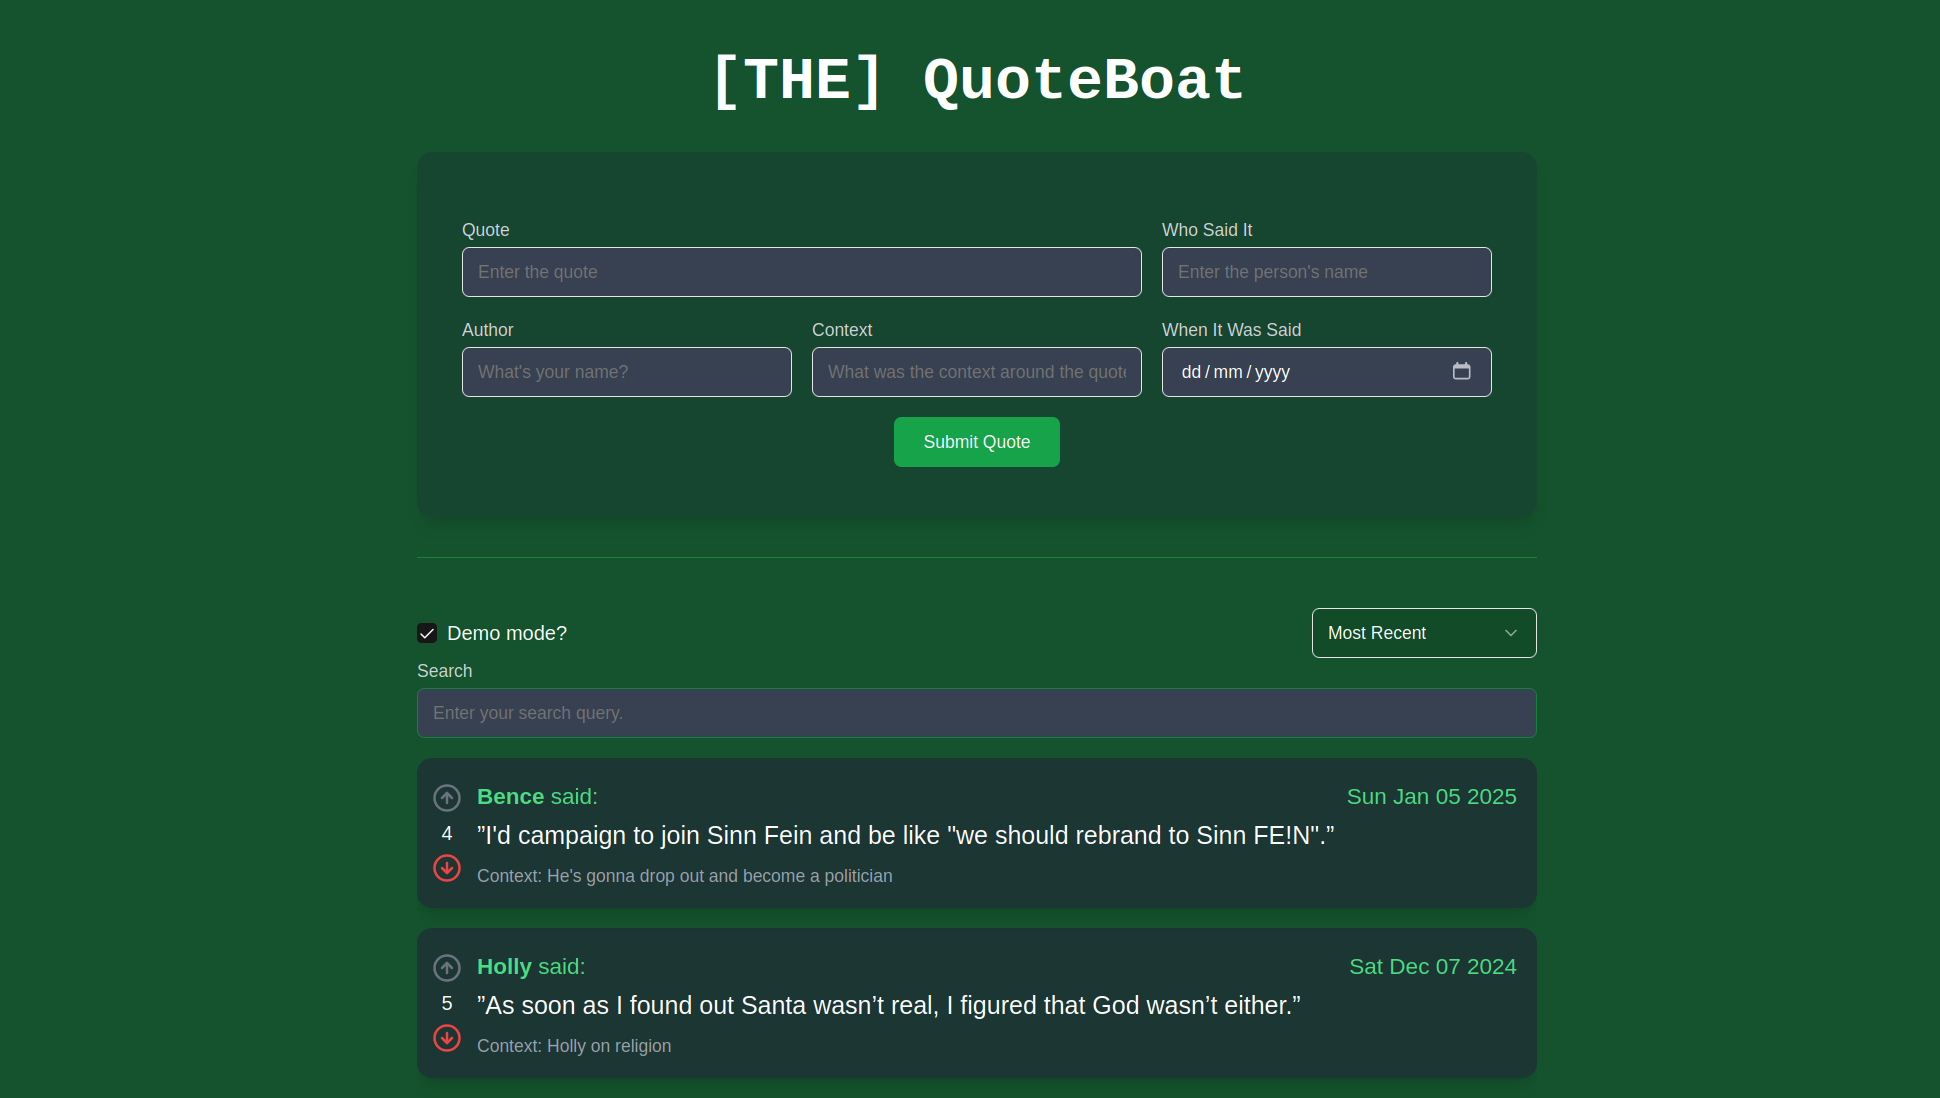 [THE] QuoteBoat
Quote Who Said It
Enter the quote Enter the person's name
Author Context When It Was Said
What's your name? What was the context around the quote dd/mm/yyyy
Submit Quote
Demo mode? Most Recent
Search
Enter your search query.
Bence said: Sun Jan 05 2025
4 ”I'd campaign to join Sinn Fein and be like "we should rebrand to Sinn FE!N".”
Context: He's gonna drop out and become a politician
Holly said: Sat Dec 07 2024
5 ”As soon as I found out Santa wasn’t real, I figured that God wasn’t either.”
Context: Holly on religion